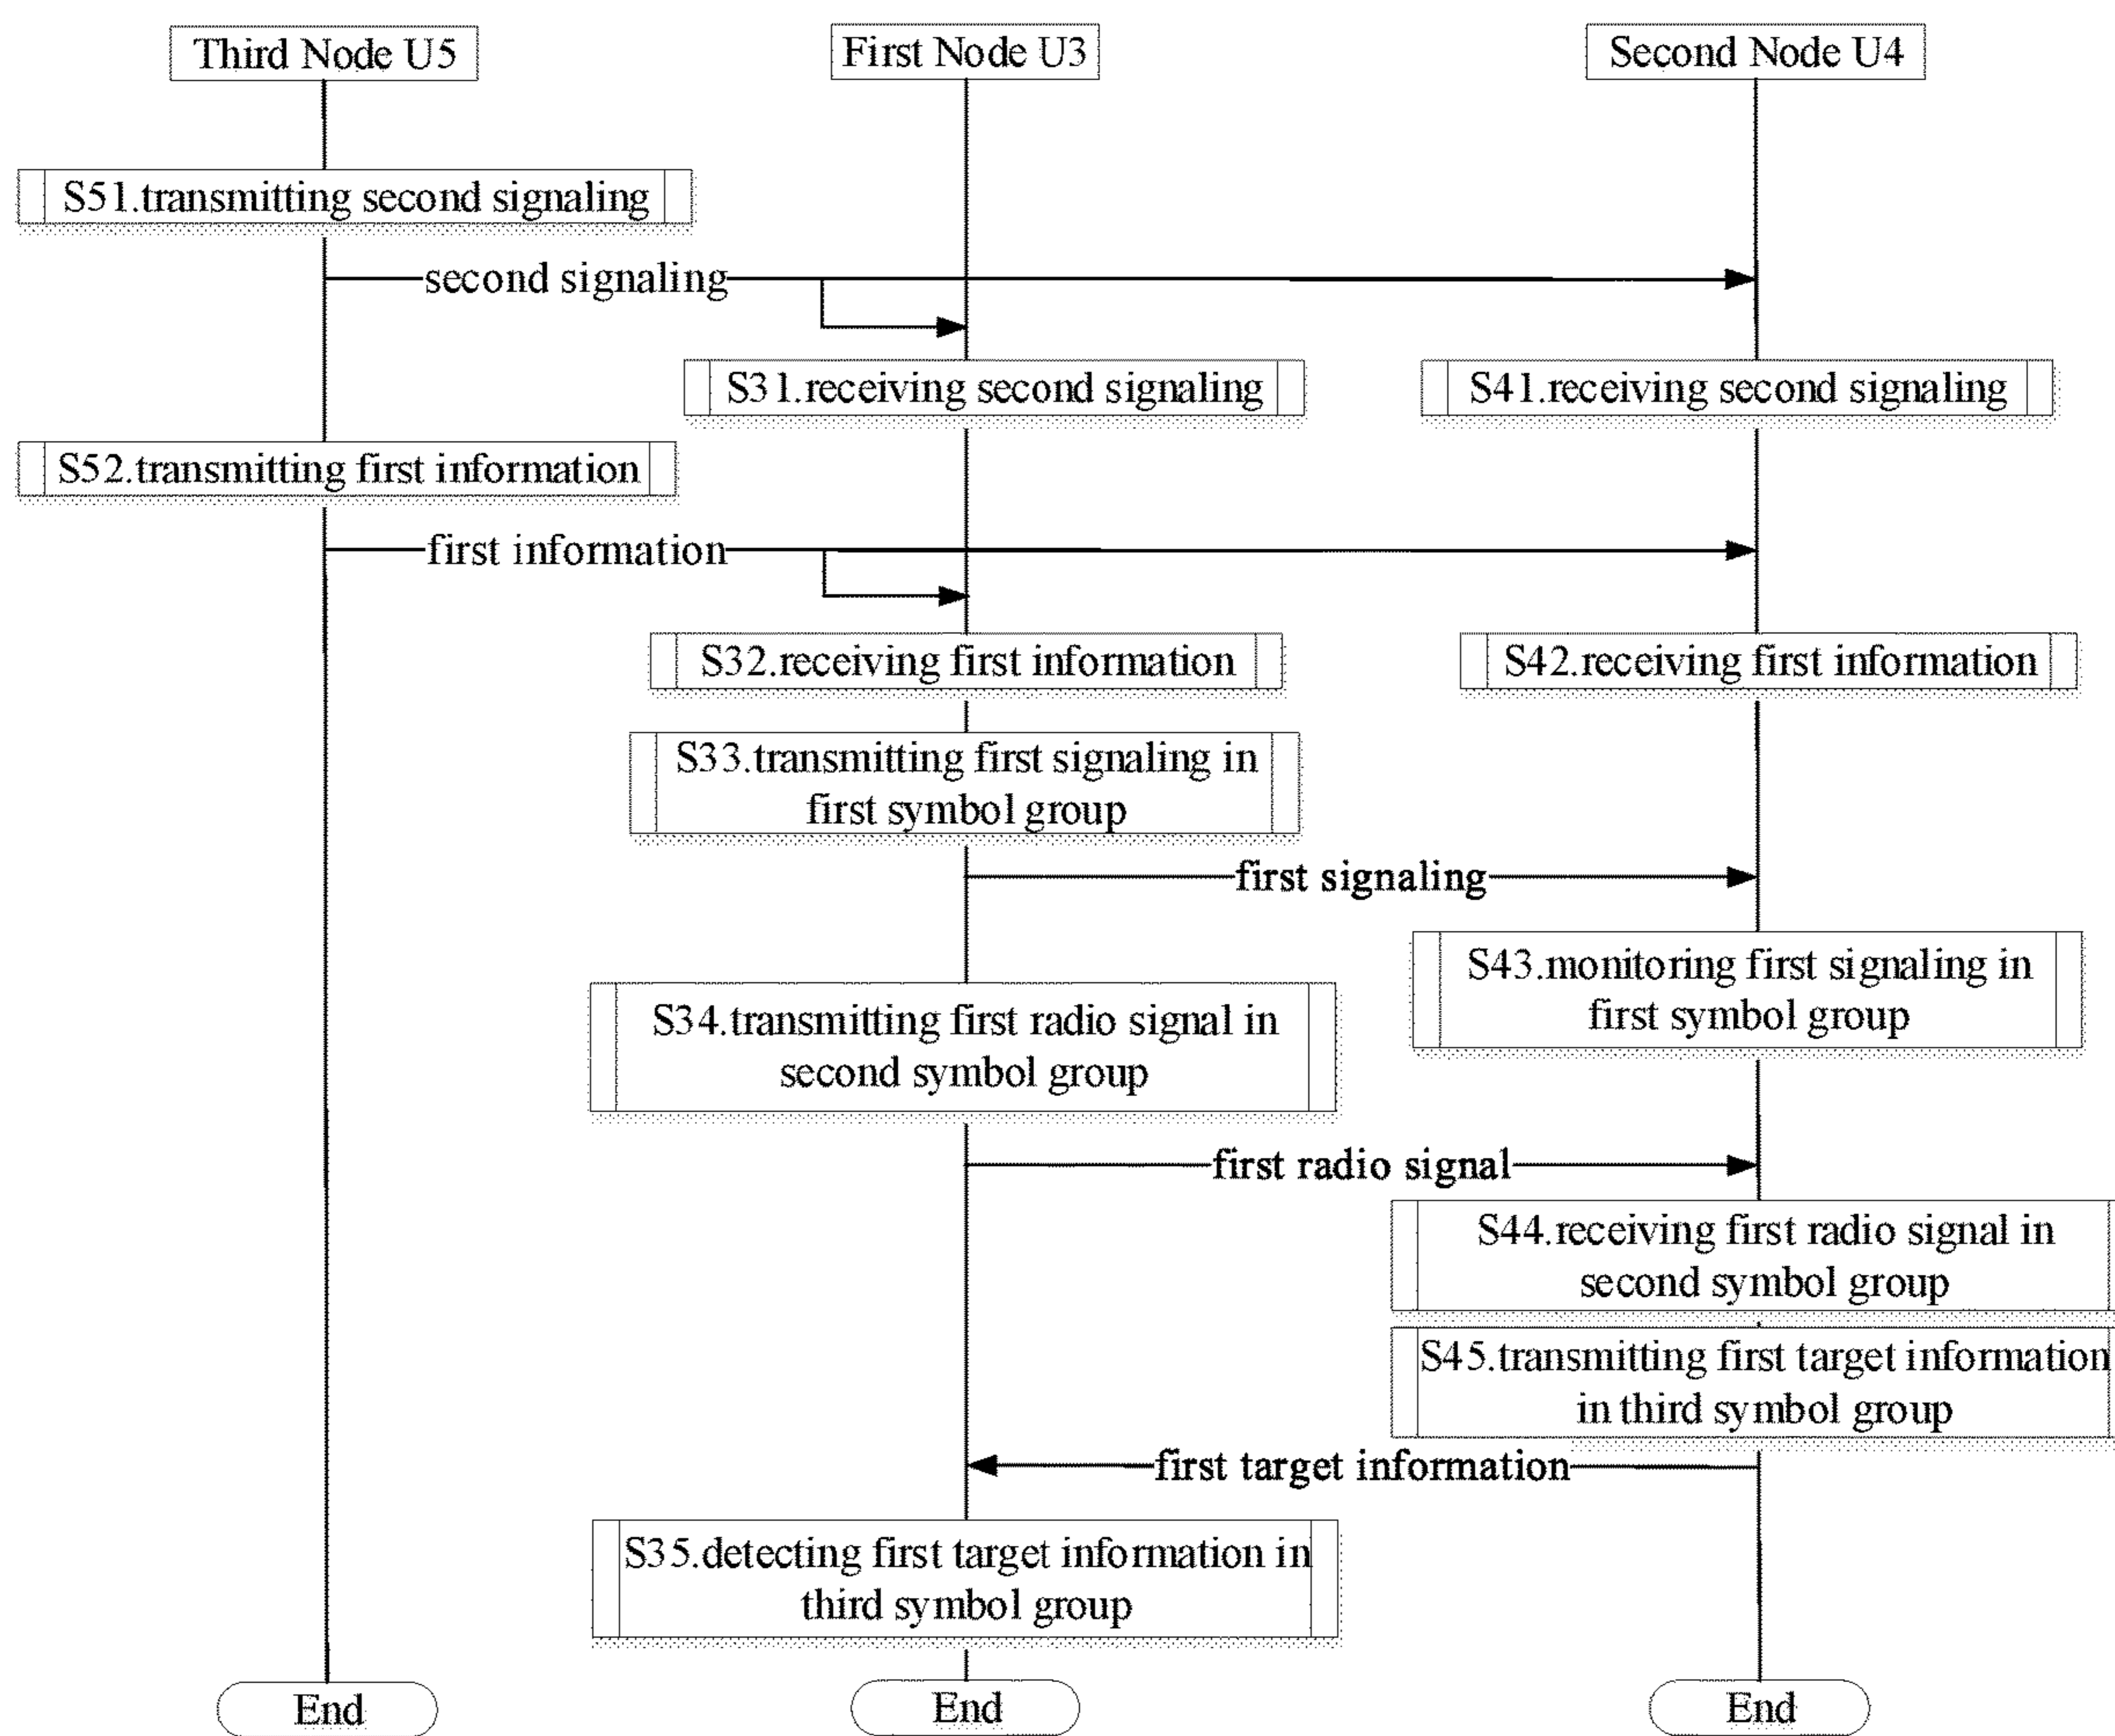 Third Node U5
First Node U3
Second Node U4
S51.transmitting second signaling
second signaling
S31.receiving second signaling
S41.receiving second signaling
S52.transmitting first information
first information
S32.receiving first information
S42.receiving first information
S33.transmitting first signaling in
first symbol group
first signaling
S43.monitoring first signaling in
first symbol group
S34.transmitting first radio signal in
second symbol group
first radio signal
S44.receiving first radio signal in
second symbol group
S45.transmitting first target information
in third symbol group
first target information
S35.detecting first target information in
third symbol group
End
End
End